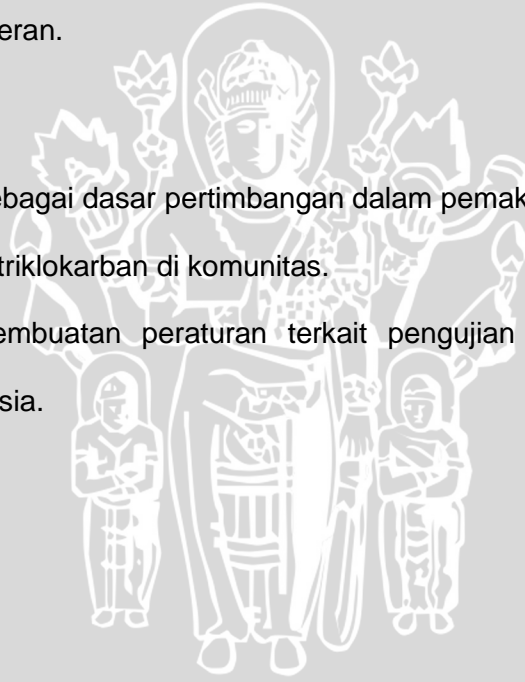 eran.
ebagai dasar pertimbangan dalam pemak
triklokarban di komunitas.
embuatan peraturan terkait pengujian
sia.